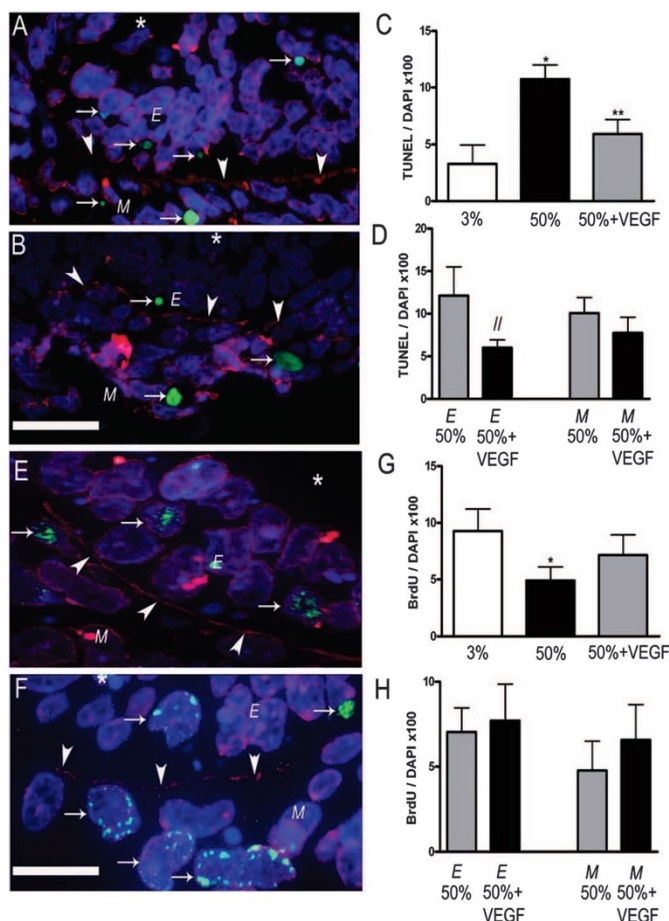 A
*
E
M
B
*
E
M
C
TUNEL / DAPI x100
15
10
5
0
*
**
3% 50% 50%+VEGF
D
TUNEL / DAPI x100
20
15
10
5
0
//
E E M M
50% 50%+ 50% 50%+
VEGF VEGF
E
*
E
M
F
*
E
M
G
BrdU / DAPI x100
15
10
5
0
*
3% 50% 50%+VEGF
H
BrdU / DAPI x100
10
5
0
E E M M
50% 50%+ 50% 50%+
VEGF VEGF